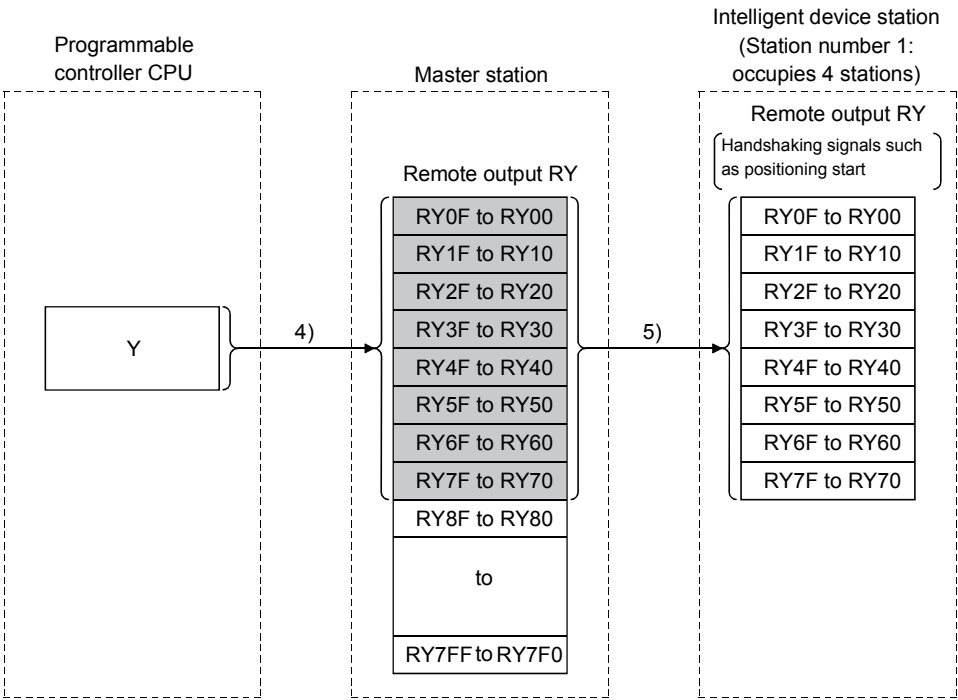 Programmable
controller CPU
Y
4)
Master station
Remote output RY
RY0F to RY00
RY1F to RY10
RY2F to RY20
RY3F to RY30
RY4F to RY40
RY5F to RY50
RY6F to RY60
RY7F to RY70
RY8F to RY80
to
RY7FF to RY7F0
5)
Intelligent device station
(Station number 1:
occupies 4 stations)
Remote output RY
Handshaking signals such
as positioning start
RY0F to RY00
RY1F to RY10
RY2F to RY20
RY3F to RY30
RY4F to RY40
RY5F to RY50
RY6F to RY60
RY7F to RY70